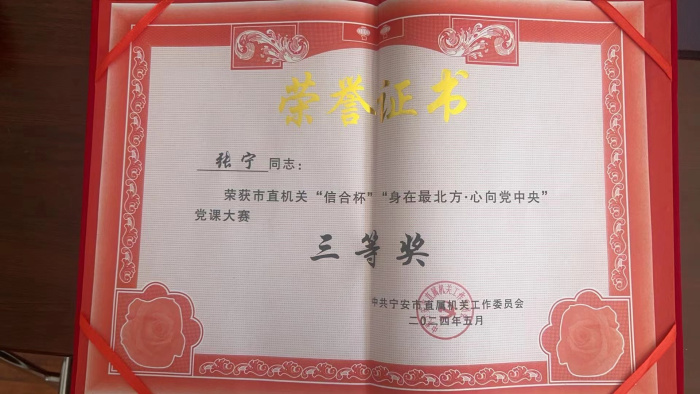 荣誉证书
张宁同志：
荣获市直机关“信合杯”“身在最北方·心向党中央”
党课大赛
三等奖
中共宁安市直属机关工作委员会
二〇二四年五月